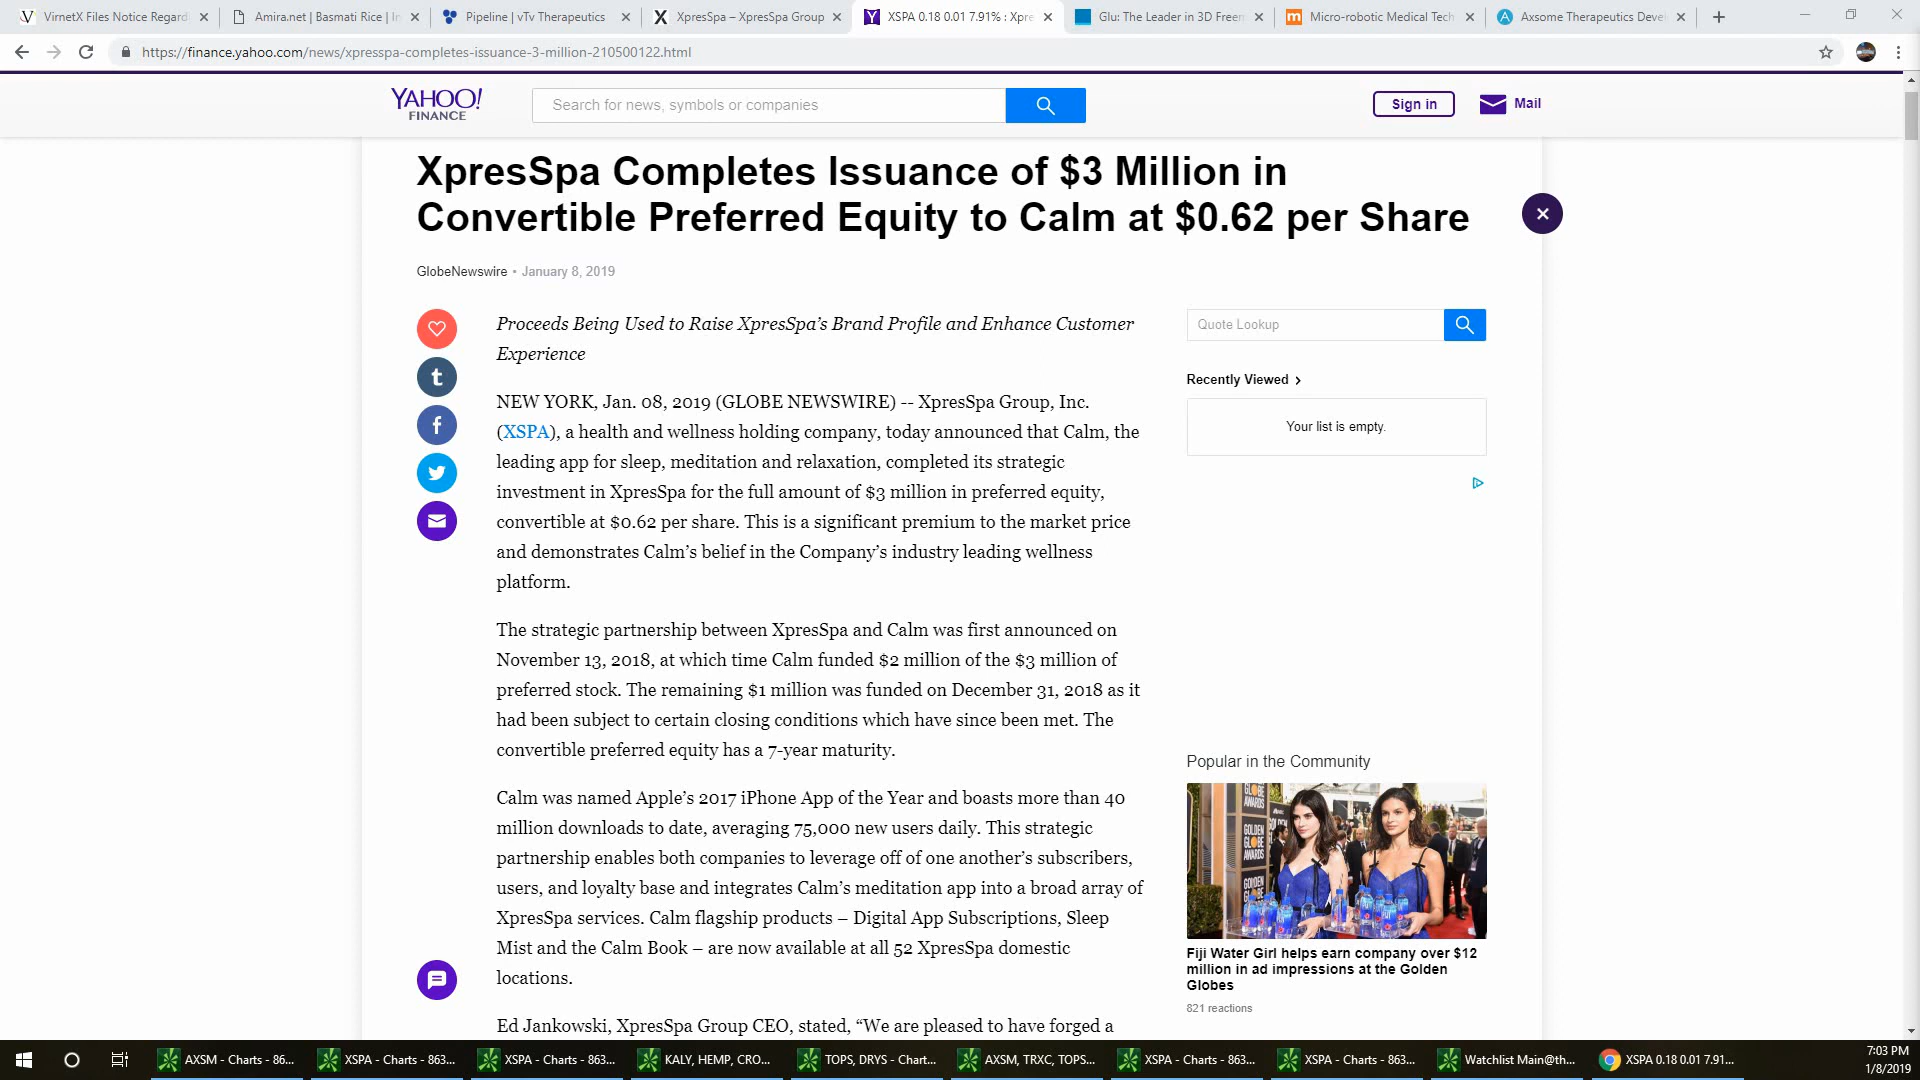 VirnetX Files Notice Regard
Amira.net | Basmati Rice | In
Pipeline | vTv Therapeutics
XpresSpa – XpresSpa Group
XSPA 0.18 0.01 7.91% : Xpre
Glu: The Leader in 3D Freem
Micro-robotic Medical Tech
Axsome Therapeutics Deve
https://finance.yahoo.com/news/xpresspa-completes-issuance-3-million-210500122.html
YAHOO!
FINANCE
Search for news, symbols or companies
Sign in
Mail
XpresSpa Completes Issuance of $3 Million in
Convertible Preferred Equity to Calm at $0.62 per Share
GlobeNewswire • January 8, 2019
Proceeds Being Used to Raise XpresSpa's Brand Profile and Enhance Customer
Experience
NEW YORK, Jan. 08, 2019 (GLOBE NEWSWIRE) -- XpresSpa Group, Inc.
(XSPA), a health and wellness holding company, today announced that Calm, the
leading app for sleep, meditation and relaxation, completed its strategic
investment in XpresSpa for the full amount of $3 million in preferred equity,
convertible at $0.62 per share. This is a significant premium to the market price
and demonstrates Calm's belief in the Company's industry leading wellness
platform.
The strategic partnership between XpresSpa and Calm was first announced on
November 13, 2018, at which time Calm funded $2 million of the $3 million of
preferred stock. The remaining $1 million was funded on December 31, 2018 as it
had been subject to certain closing conditions which have since been met. The
convertible preferred equity has a 7-year maturity.
Calm was named Apple's 2017 iPhone App of the Year and boasts more than 40
million downloads to date, averaging 75,000 new users daily. This strategic
partnership enables both companies to leverage off of one another's subscribers,
users, and loyalty base and integrates Calm's meditation app into a broad array of
XpresSpa services. Calm flagship products – Digital App Subscriptions, Sleep
Mist and the Calm Book – are now available at all 52 XpresSpa domestic
locations.
Ed Jankowski, XpresSpa Group CEO, stated, “We are pleased to have forged a
Quote Lookup
Recently Viewed
Your list is empty.
Popular in the Community
GOLDEN
GLOBE
AWARDS
Fiji Water Girl helps earn company over $12
million in ad impressions at the Golden
Globes
821 reactions
AXSM - Charts - 86...
XSPA - Charts - 863...
XSPA - Charts - 863...
KALY, HEMP, CRO...
TOPS, DRYS - Chart...
AXSM, TRXC, TOPS...
XSPA - Charts - 863...
XSPA - Charts - 863...
Watchlist Main@th...
XSPA 0.18 0.01 7.91...
7:03 PM
1/8/2019